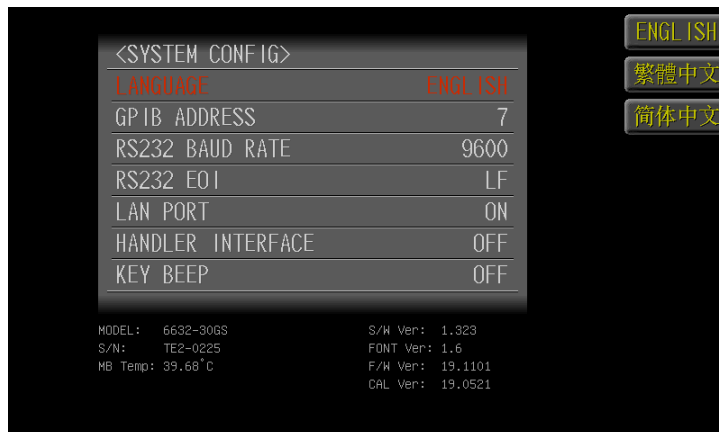 <SYSTEM CONFIG>
LANGUAGE ENGLISH
GPIB ADDRESS 7
RS232 BAUD RATE 9600
RS232 EOI LF
LAN PORT ON
HANDLER INTERFACE OFF
KEY BEEP OFF
MODEL: 6632-30GS
S/N: TE2-0225
MB Temp: 39.68°C
S/W Ver: 1.323
FONT Ver: 1.6
F/W Ver: 19.1101
CAL Ver: 19.0521
ENGLISH
繁體中文
简体中文